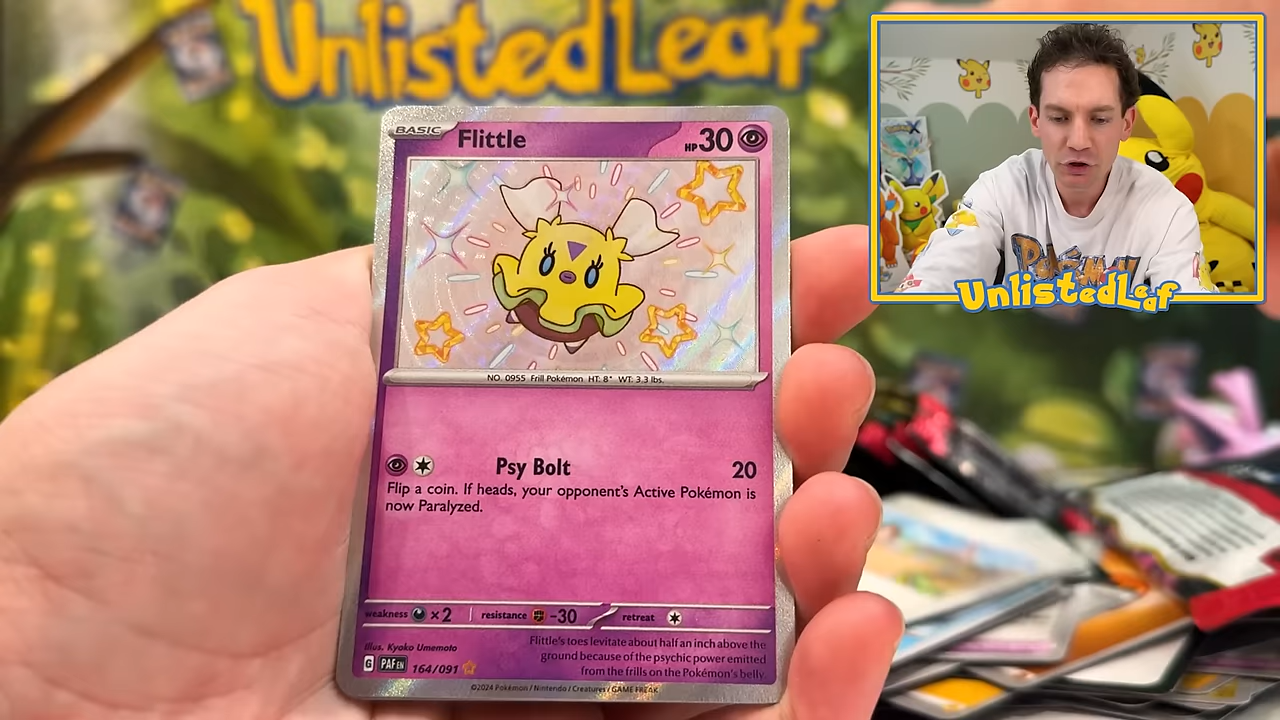 UnlistedLeaf
BASIC
Flittle
HP 30
NO. 0955 Frill Pokémon HT: 8" WT: 3.3 lbs.
Psy Bolt 20
Flip a coin. If heads, your opponent's Active Pokémon is
now Paralyzed.
weakness ×2 resistance -30 retreat
Illus. Kyoko Umemoto
Flittle's toes levitate about half an inch above the
ground because of the psychic power emitted
from the frills on the Pokémon's belly.
G PAF EN 164/091
©2024 Pokémon / Nintendo / Creatures / GAME FREAK
Pokémon
UnlistedLeaf